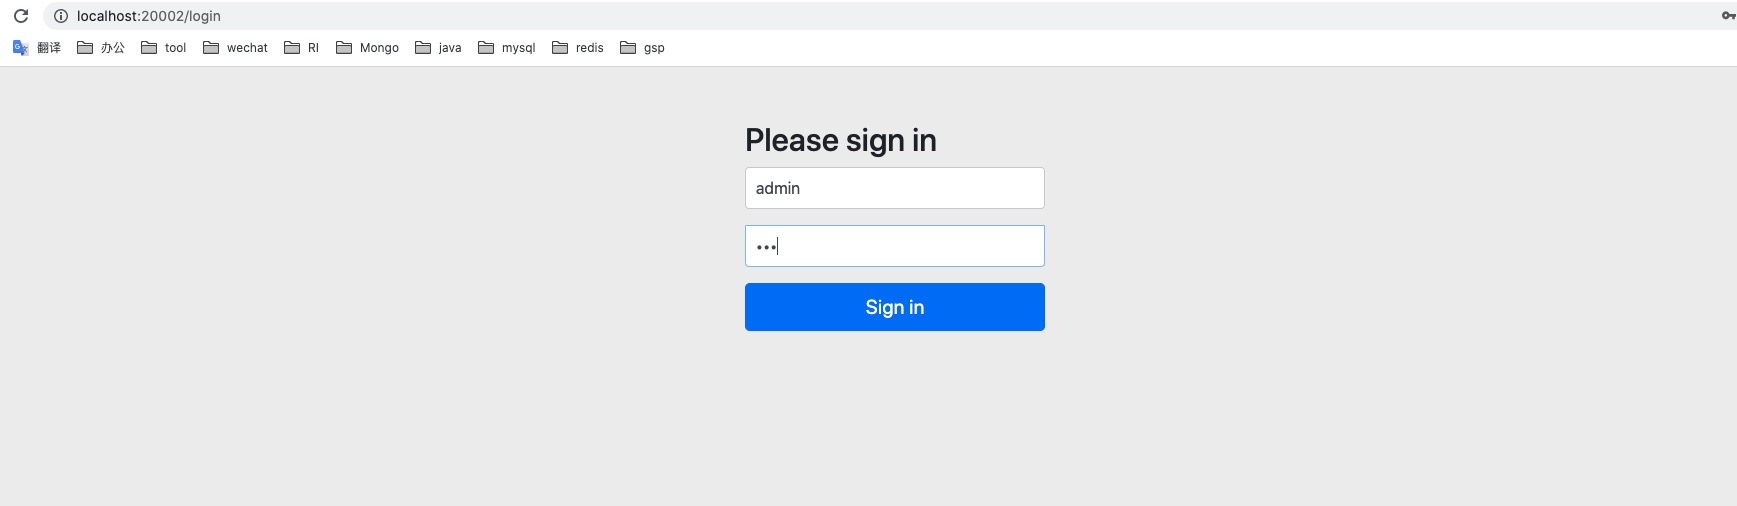 localhost:20002/login
翻译 办公 tool wechat RI Mongo java mysql redis gsp
Please sign in
admin
•••
Sign in